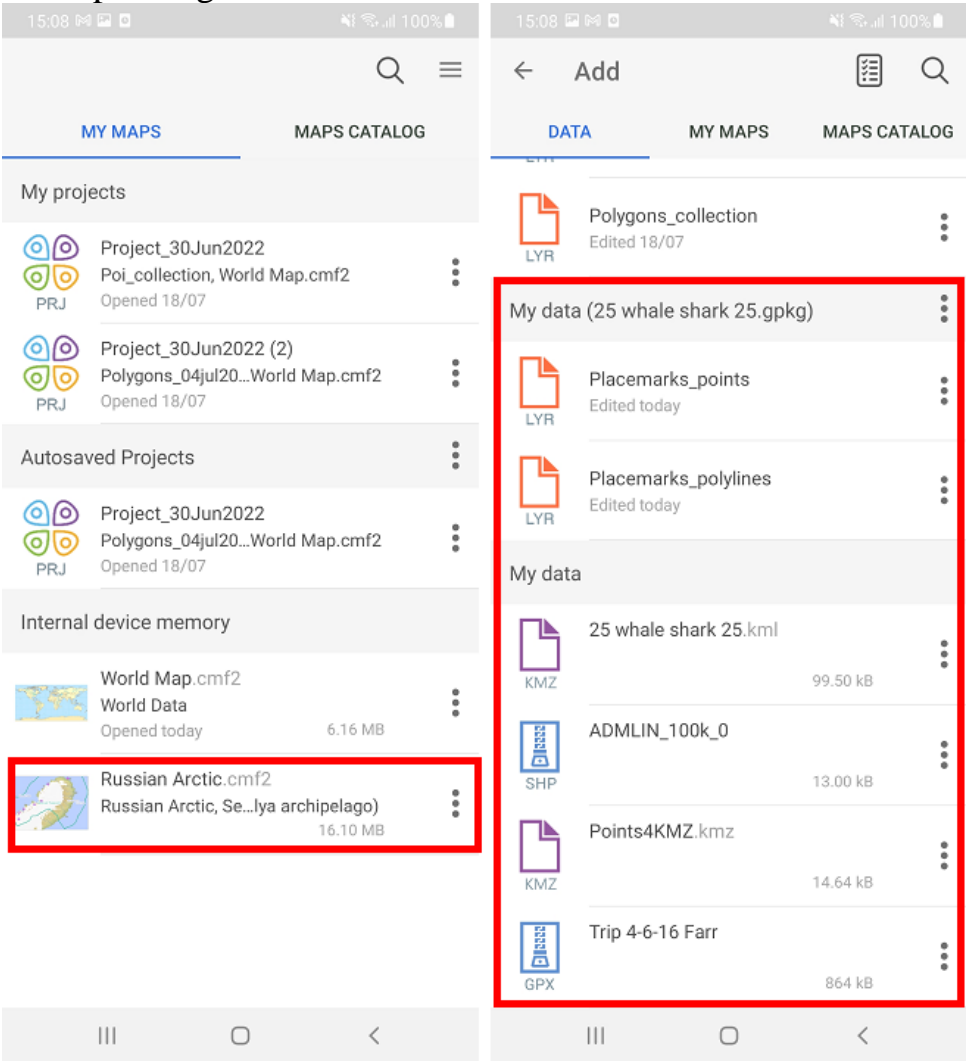 15:08 100%
MY MAPS MAPS CATALOG
My projects
Project_30Jun2022
Poi_collection, World Map.cmf2
PRJ Opened 18/07
Project_30Jun2022 (2)
Polygons_04jul20...World Map.cmf2
PRJ Opened 18/07
Autosaved Projects
Project_30Jun2022
Polygons_04jul20...World Map.cmf2
PRJ Opened 18/07
Internal device memory
World Map.cmf2
World Data
Opened today 6.16 MB
Russian Arctic.cmf2
Russian Arctic, Se...lya archipelago)
16.10 MB
15:08 100%
Add
DATA MY MAPS MAPS CATALOG
LYR
Polygons_collection
Edited 18/07
LYR
My data (25 whale shark 25.gpkg)
Placemarks_points
Edited today
LYR
Placemarks_polylines
Edited today
LYR
My data
25 whale shark 25.kml
KMZ 99.50 kB
ADMLIN_100k_0
SHP 13.00 kB
Points4KMZ.kmz
KMZ 14.64 kB
Trip 4-6-16 Farr
GPX 864 kB